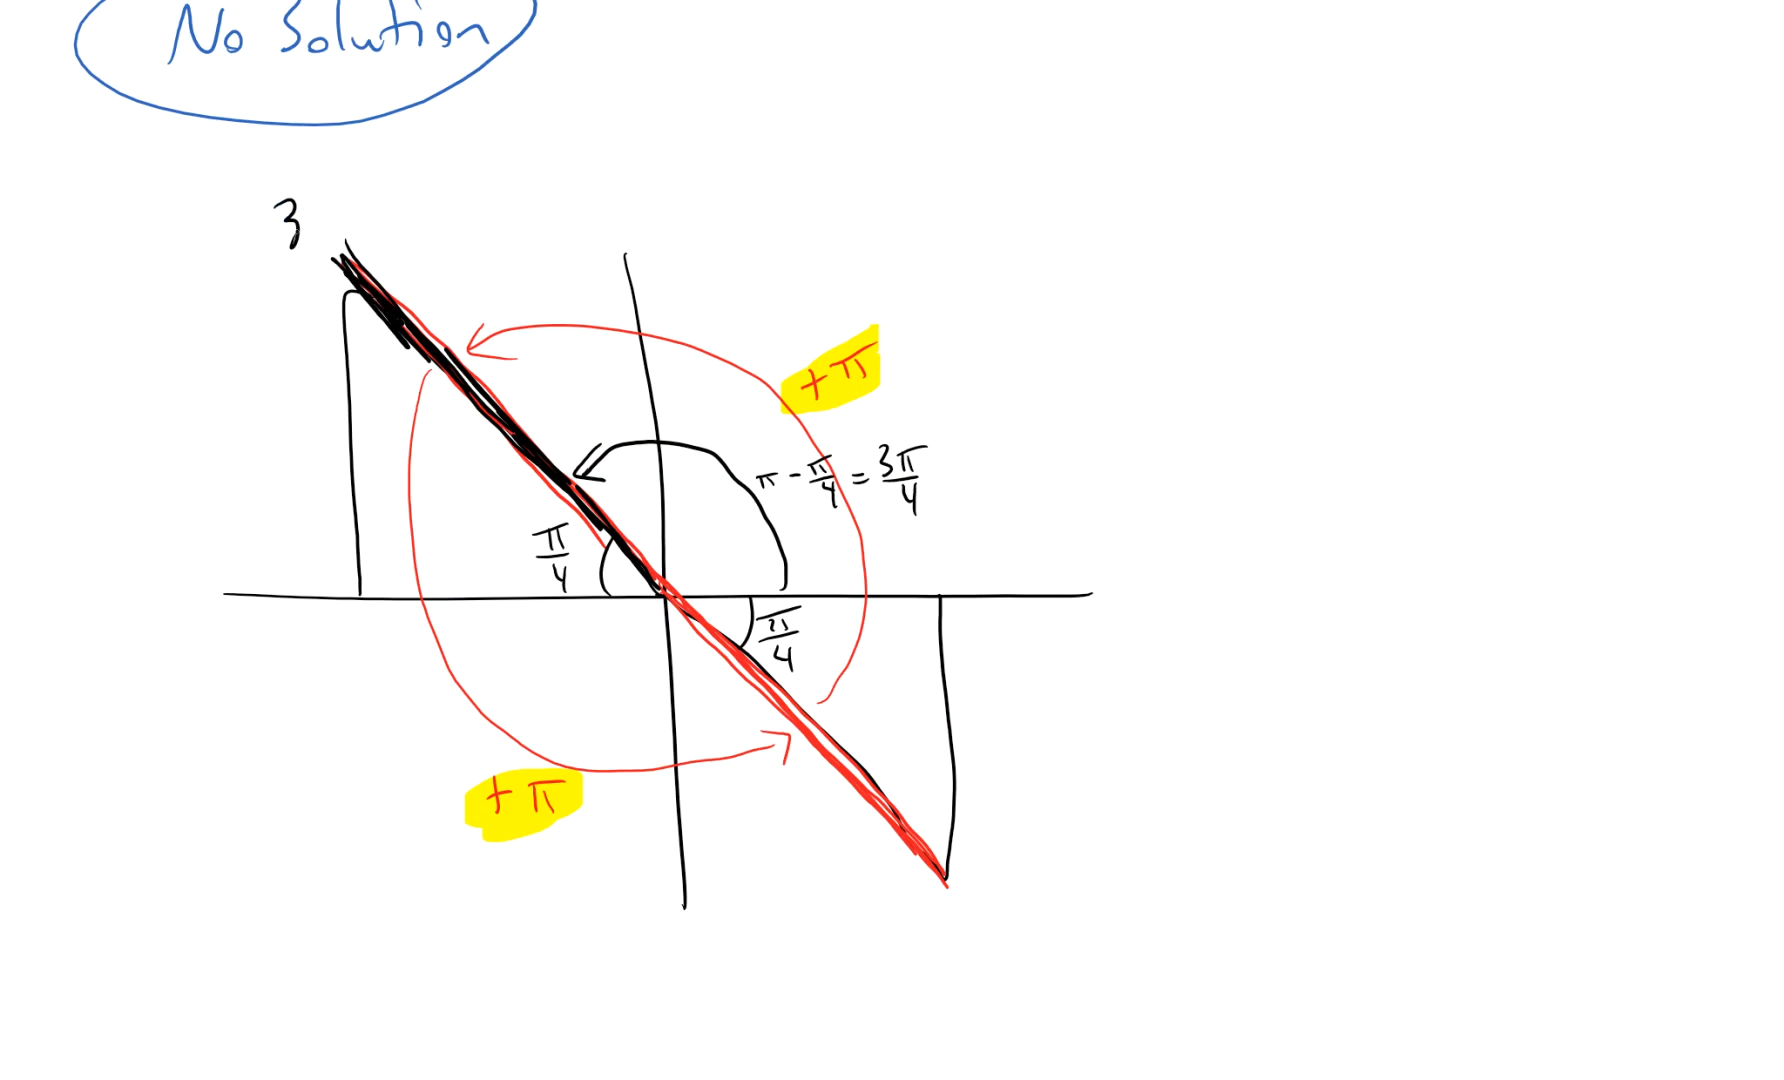 No Solution
3
+π
π - π/4 = 3π/4
π/4
π/4
+ π